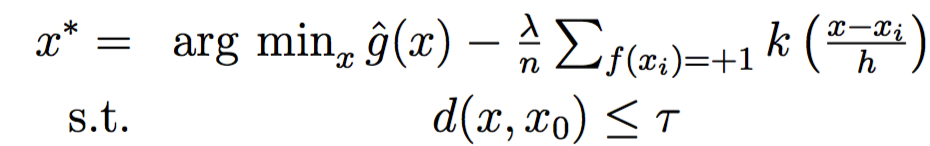 x* = arg min_x ĝ(x) − λ/n ∑_{f(x_i)=+1} k((x−x_i)/h)
s.t. d(x, x_0) ≤ τ